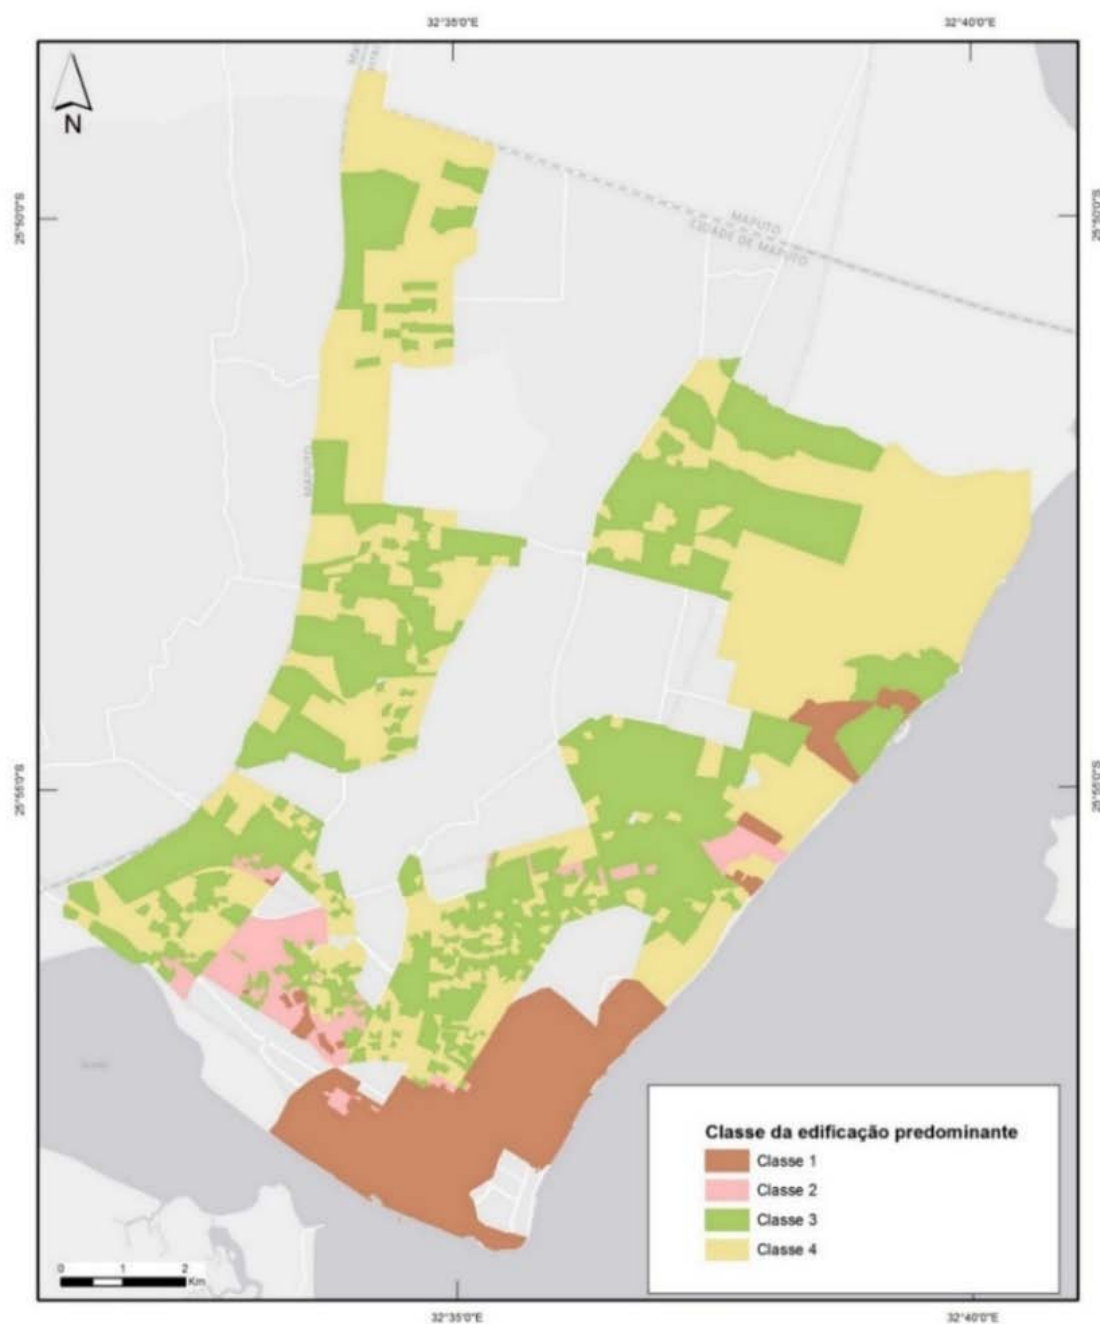 32°35'0"E
32°40'0"E
N
25°50'0"S
25°50'0"S
MAPUTO
CIDADE DE MAPUTO
MAPUTO
25°55'0"S
25°55'0"S
Classe da edificação predominante
Classe 1
Classe 2
Classe 3
Classe 4
0 1 2
Km
32°35'0"E
32°40'0"E